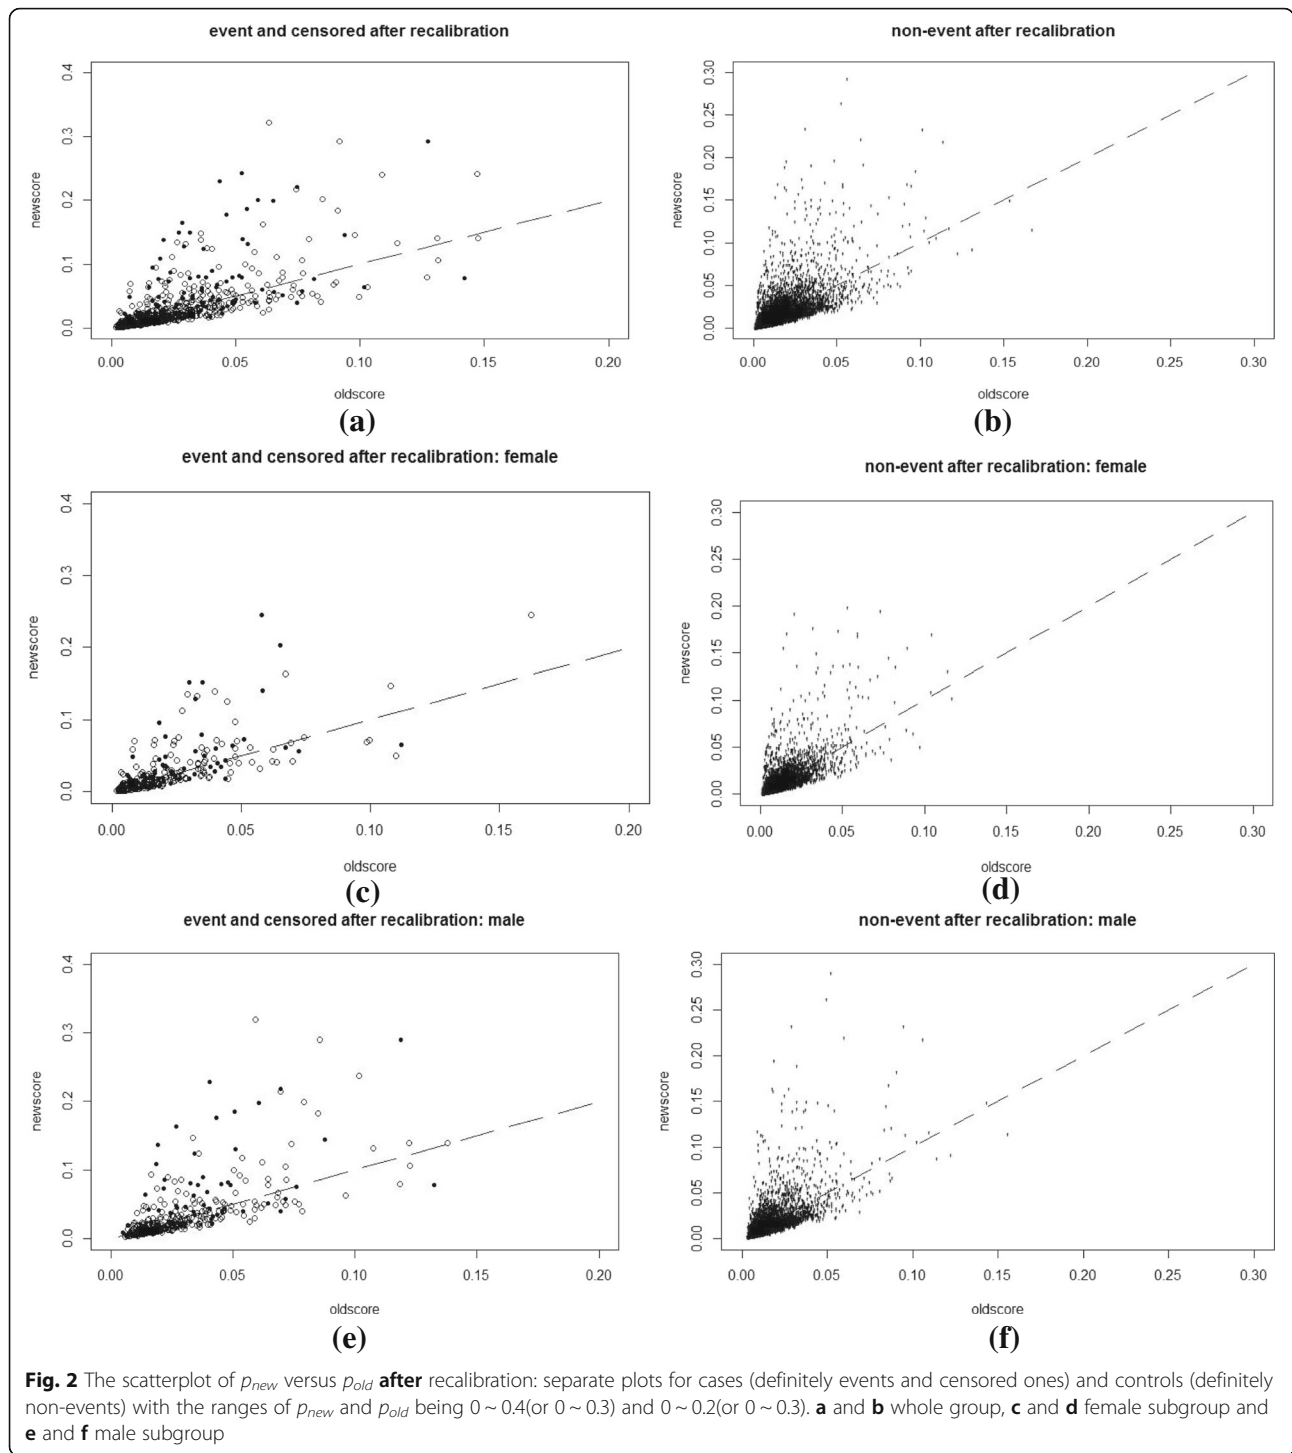 event and censored after recalibration
0.4
0.3
0.2
0.1
0.0
newscore
0.00 0.05 0.10 0.15 0.20
oldscore
(a)
non-event after recalibration
0.30
0.25
0.20
0.15
0.10
0.05
0.00
newscore
0.00 0.05 0.10 0.15 0.20 0.25 0.30
oldscore
(b)
event and censored after recalibration: female
0.4
0.3
0.2
0.1
0.0
newscore
0.00 0.05 0.10 0.15 0.20
oldscore
(c)
non-event after recalibration: female
0.30
0.25
0.20
0.15
0.10
0.05
0.00
newscore
0.00 0.05 0.10 0.15 0.20 0.25 0.30
oldscore
(d)
event and censored after recalibration: male
0.4
0.3
0.2
0.1
0.0
newscore
0.00 0.05 0.10 0.15 0.20
oldscore
(e)
non-event after recalibration: male
0.30
0.25
0.20
0.15
0.10
0.05
0.00
newscore
0.00 0.05 0.10 0.15 0.20 0.25 0.30
oldscore
(f)
Fig. 2 The scatterplot of pnew versus pold after recalibration: separate plots for cases (definitely events and censored ones) and controls (definitely
non-events) with the ranges of pnew and pold being 0 ~ 0.4(or 0 ~ 0.3) and 0 ~ 0.2(or 0 ~ 0.3). a and b whole group, c and d female subgroup and
e and f male subgroup